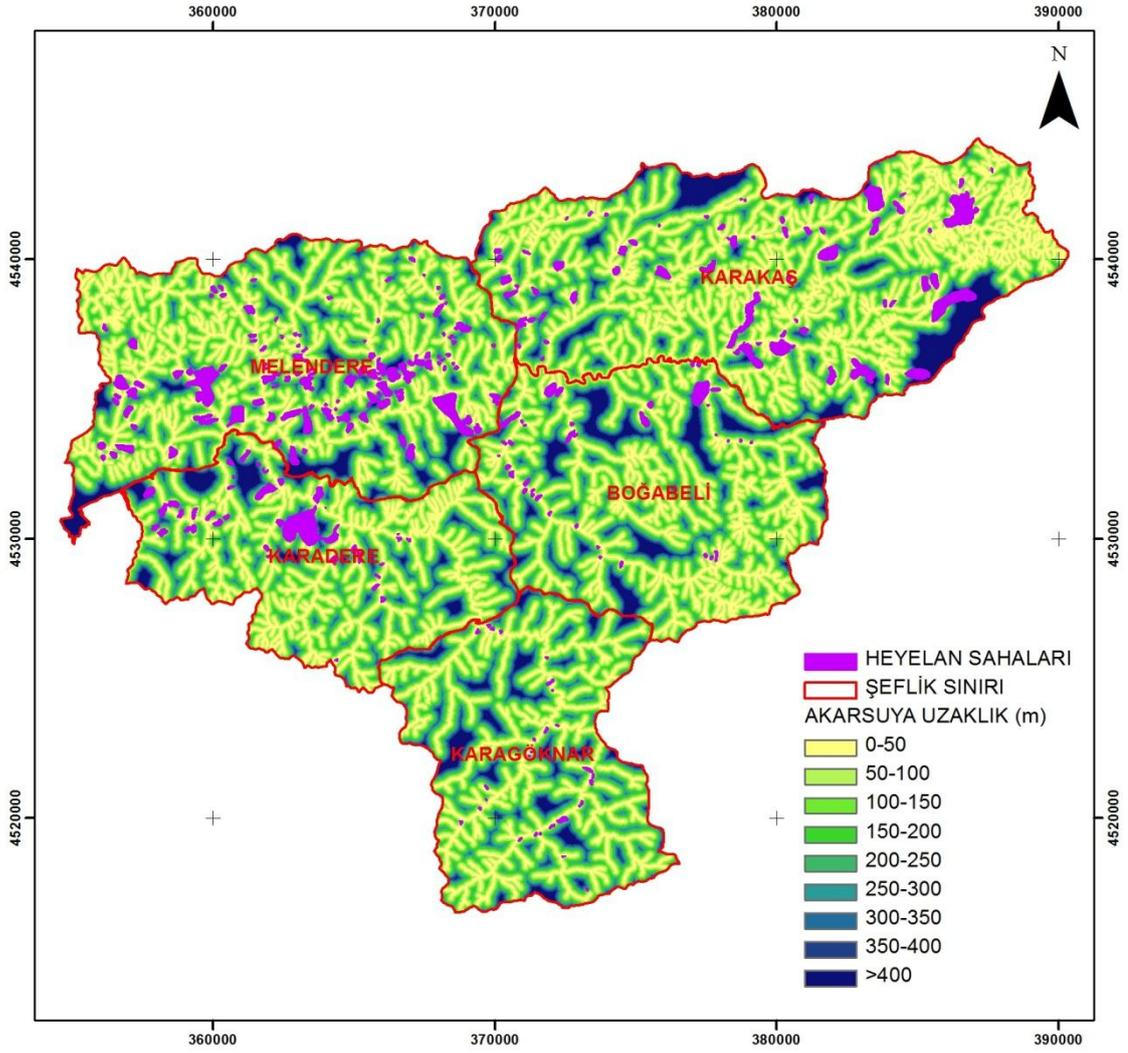 360000 370000 380000 390000
N
4540000 4540000
KARAKAŞ
MELENDERE
BOĞABELİ
4530000 4530000
KARADERE
HEYELAN SAHALARI
ŞEFLİK SINIRI
AKARSUYA UZAKLIK (m)
0-50
KARAGÖKNAR
50-100
100-150
4520000 4520000
150-200
200-250
250-300
300-350
350-400
>400
360000 370000 380000 390000